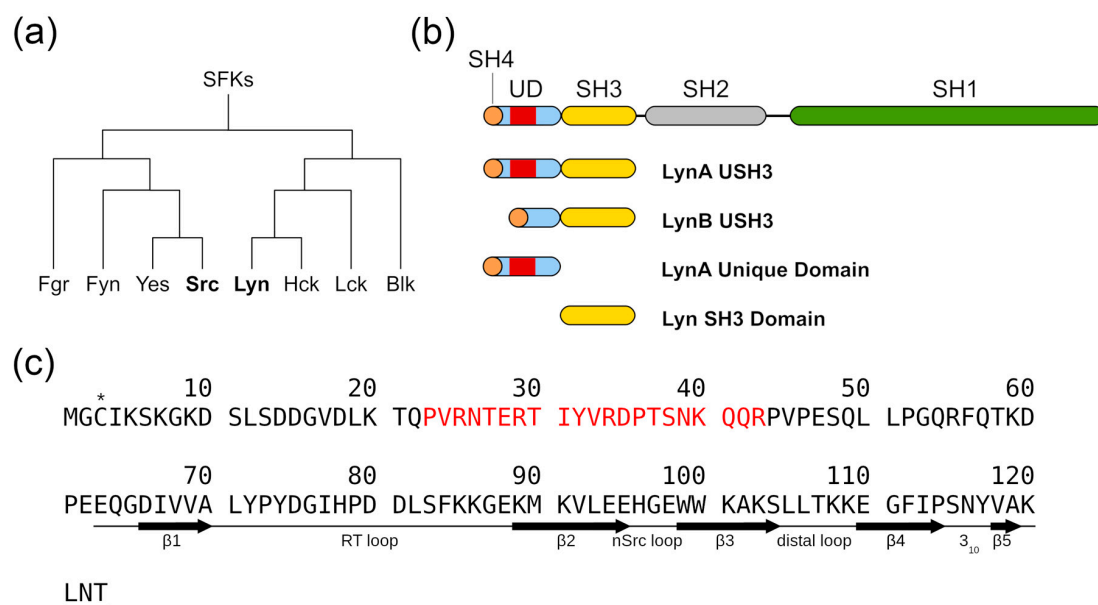 (a)
SFKs
Fgr Fyn Yes Src Lyn Hck Lck Blk
(b)
SH4
UD SH3 SH2 SH1
LynA USH3
LynB USH3
LynA Unique Domain
Lyn SH3 Domain
(c)
10 20 30 40 50 60
*
MGCIKSKGKD SLSDDGVDLK TQPVRNTERT IYVRDPTSNK QQRPVPESQL LPGQRFQTKD
70 80 90 100 110 120
PEEQGDIVVA LYPYDGIHPD DLSFKKGEKM KVLEEHGEWW KAKSLLTKKE GFIPSNYVAK
β1 RT loop β2 nSrc loop β3 distal loop β4 3₁₀ β5
LNT